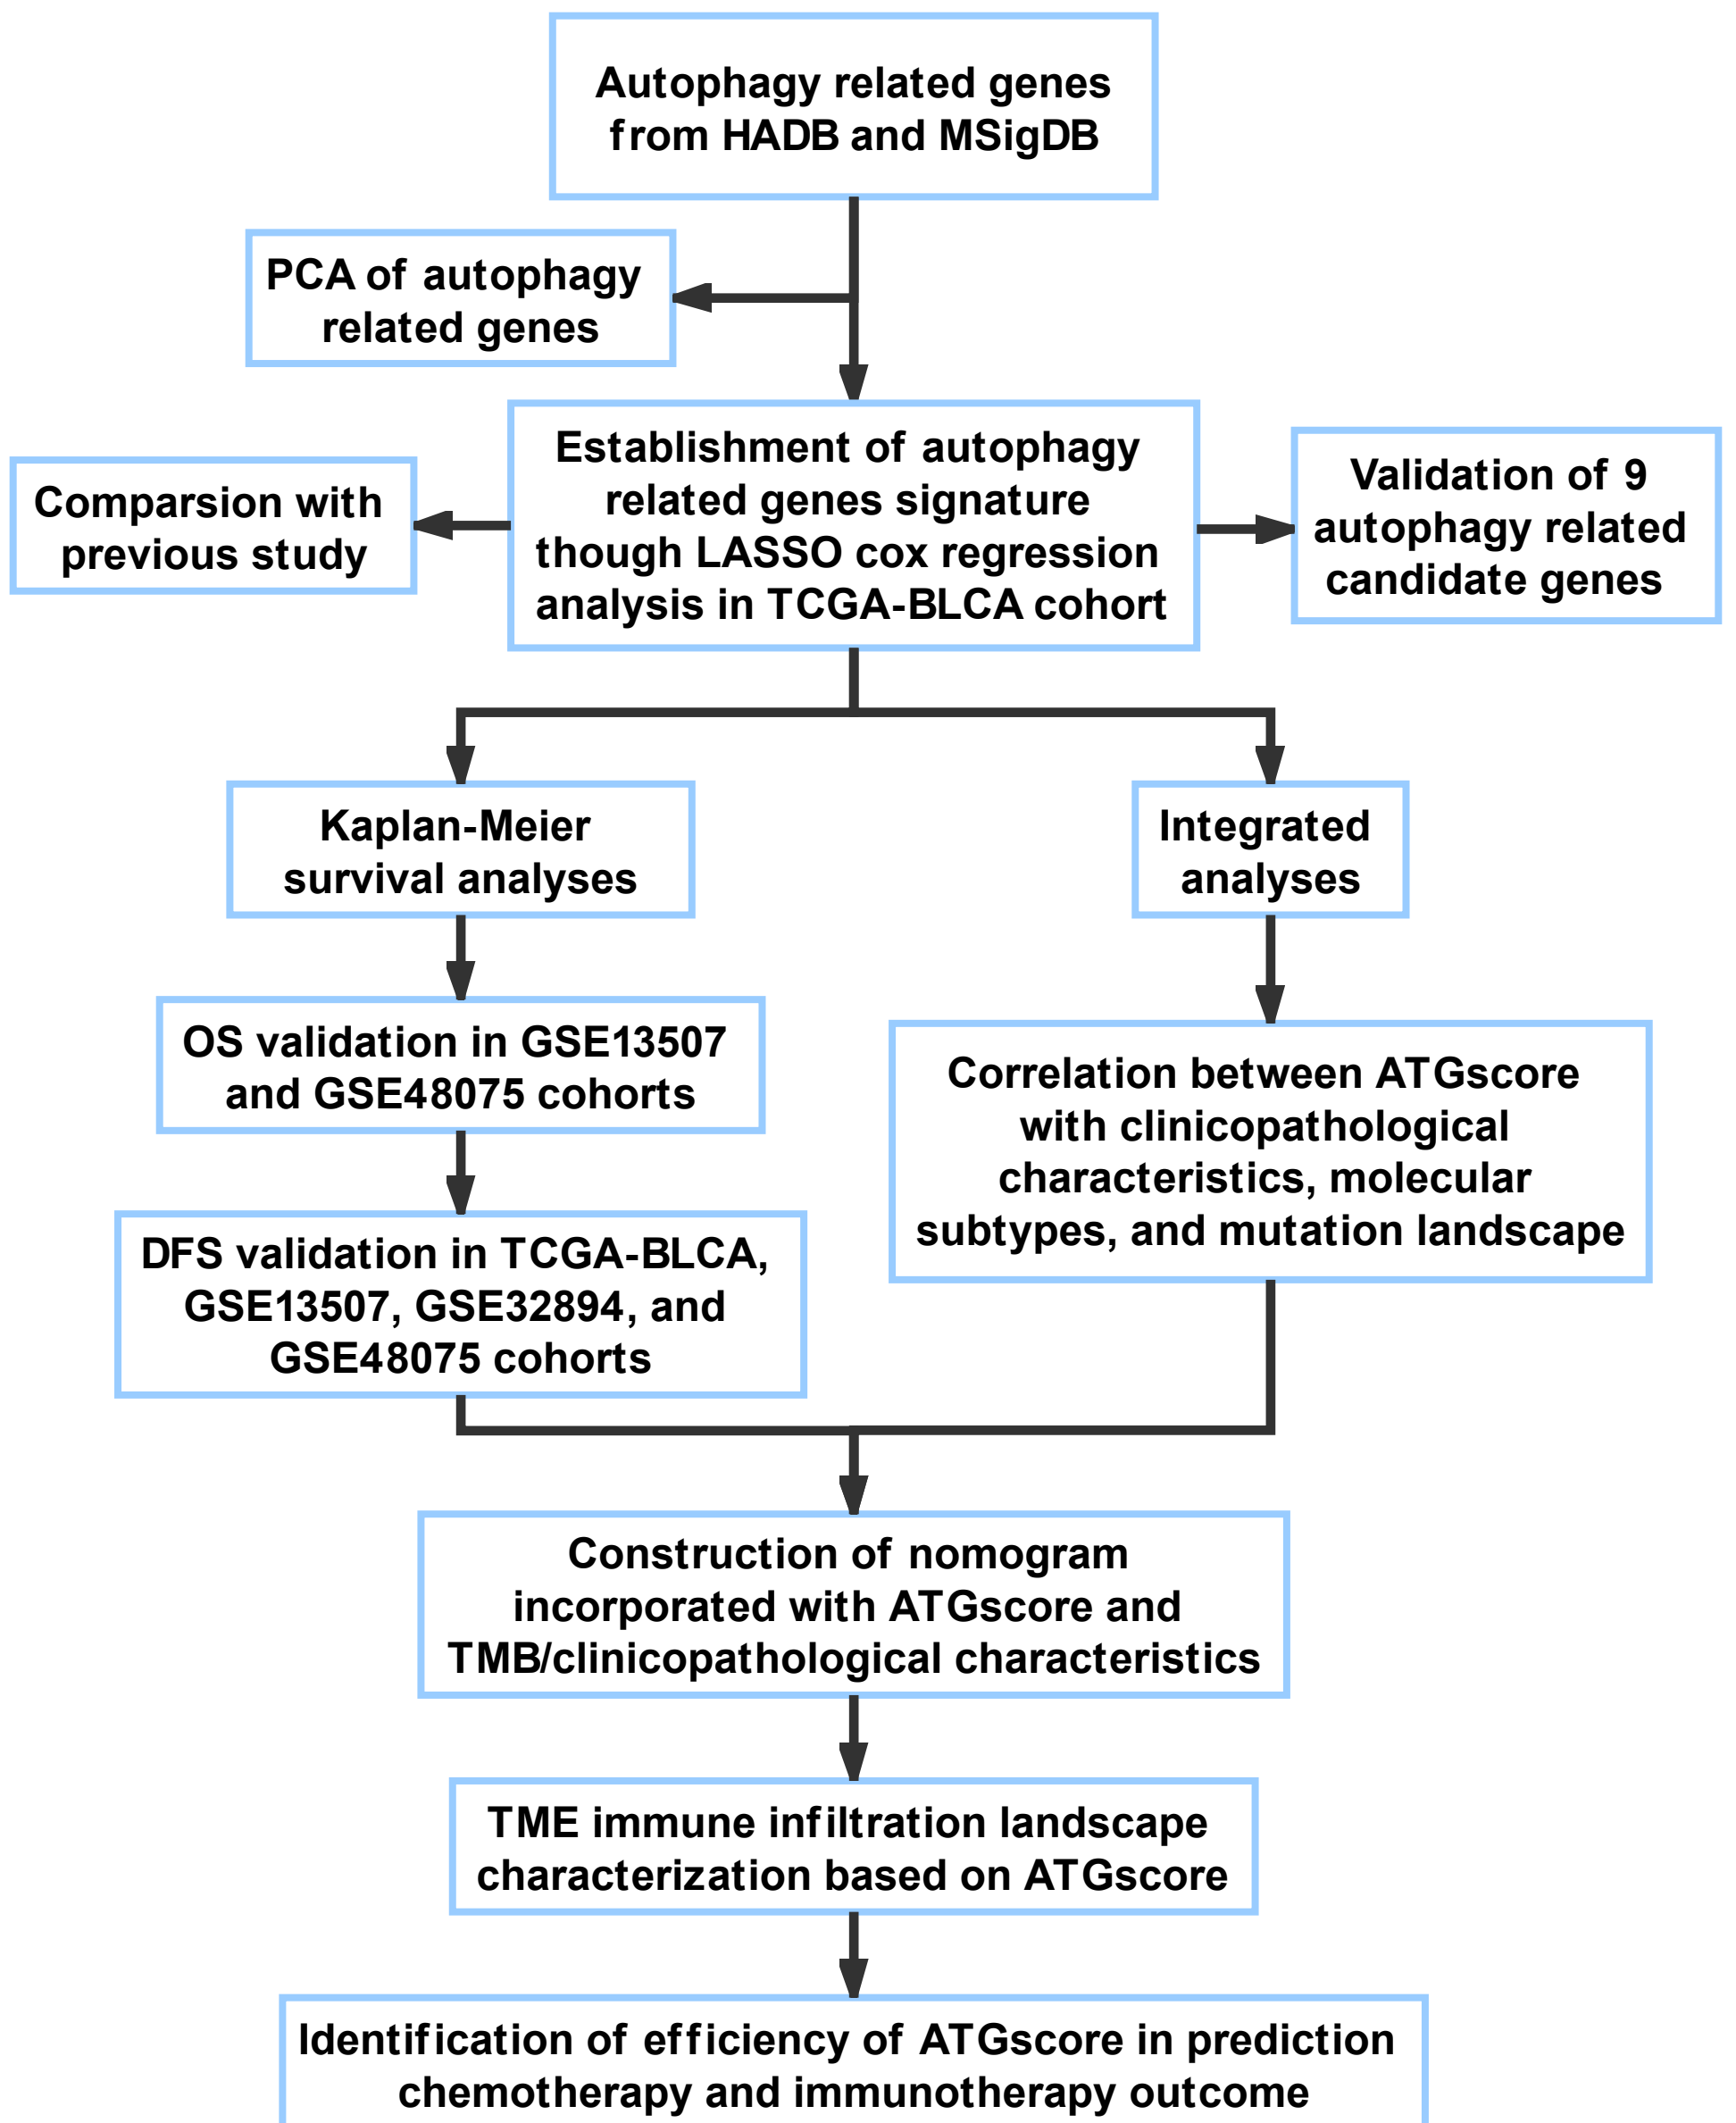 Autophagy related genes
from HADB and MSigDB
PCA of autophagy
related genes
Establishment of autophagy
related genes signature
though LASSO cox regression
analysis in TCGA-BLCA cohort
Comparsion with
previous study
Validation of 9
autophagy related
candidate genes
Kaplan-Meier
survival analyses
Integrated
analyses
OS validation in GSE13507
and GSE48075 cohorts
Correlation between ATGscore
with clinicopathological
characteristics, molecular
subtypes, and mutation landscape
DFS validation in TCGA-BLCA,
GSE13507, GSE32894, and
GSE48075 cohorts
Construction of nomogram
incorporated with ATGscore and
TMB/clinicopathological characteristics
TME immune infiltration landscape
characterization based on ATGscore
Identification of efficiency of ATGscore in prediction
chemotherapy and immunotherapy outcome